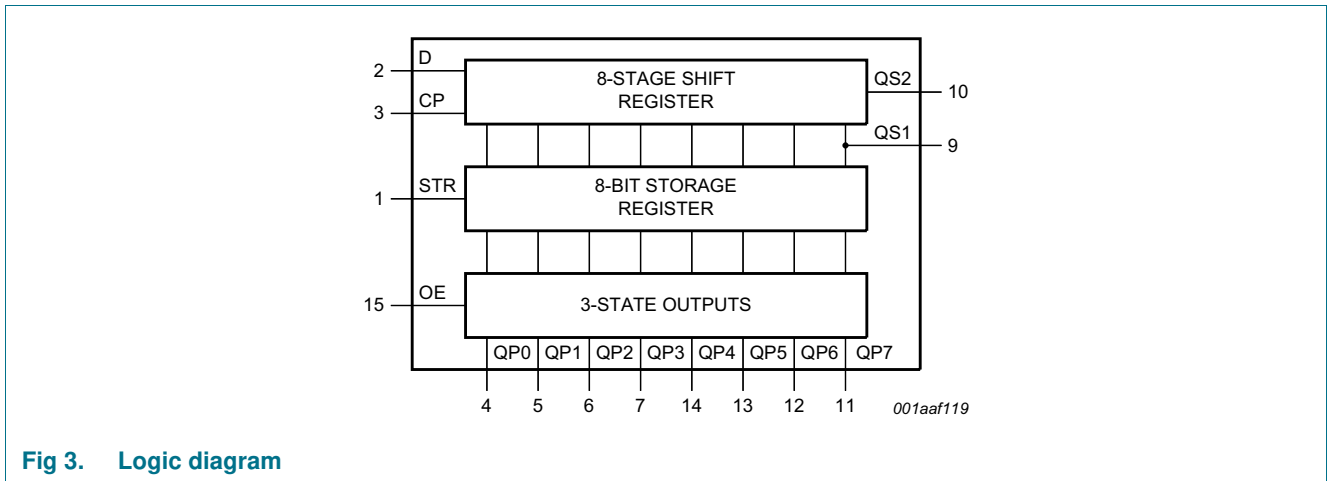 D
2
8-STAGE SHIFT
REGISTER
QS2
10
CP
3
QS1
9
STR
1
8-BIT STORAGE
REGISTER
OE
15
3-STATE OUTPUTS
QP0 QP1 QP2 QP3 QP4 QP5 QP6 QP7
4 5 6 7 14 13 12 11
001aaf119
Fig 3. Logic diagram